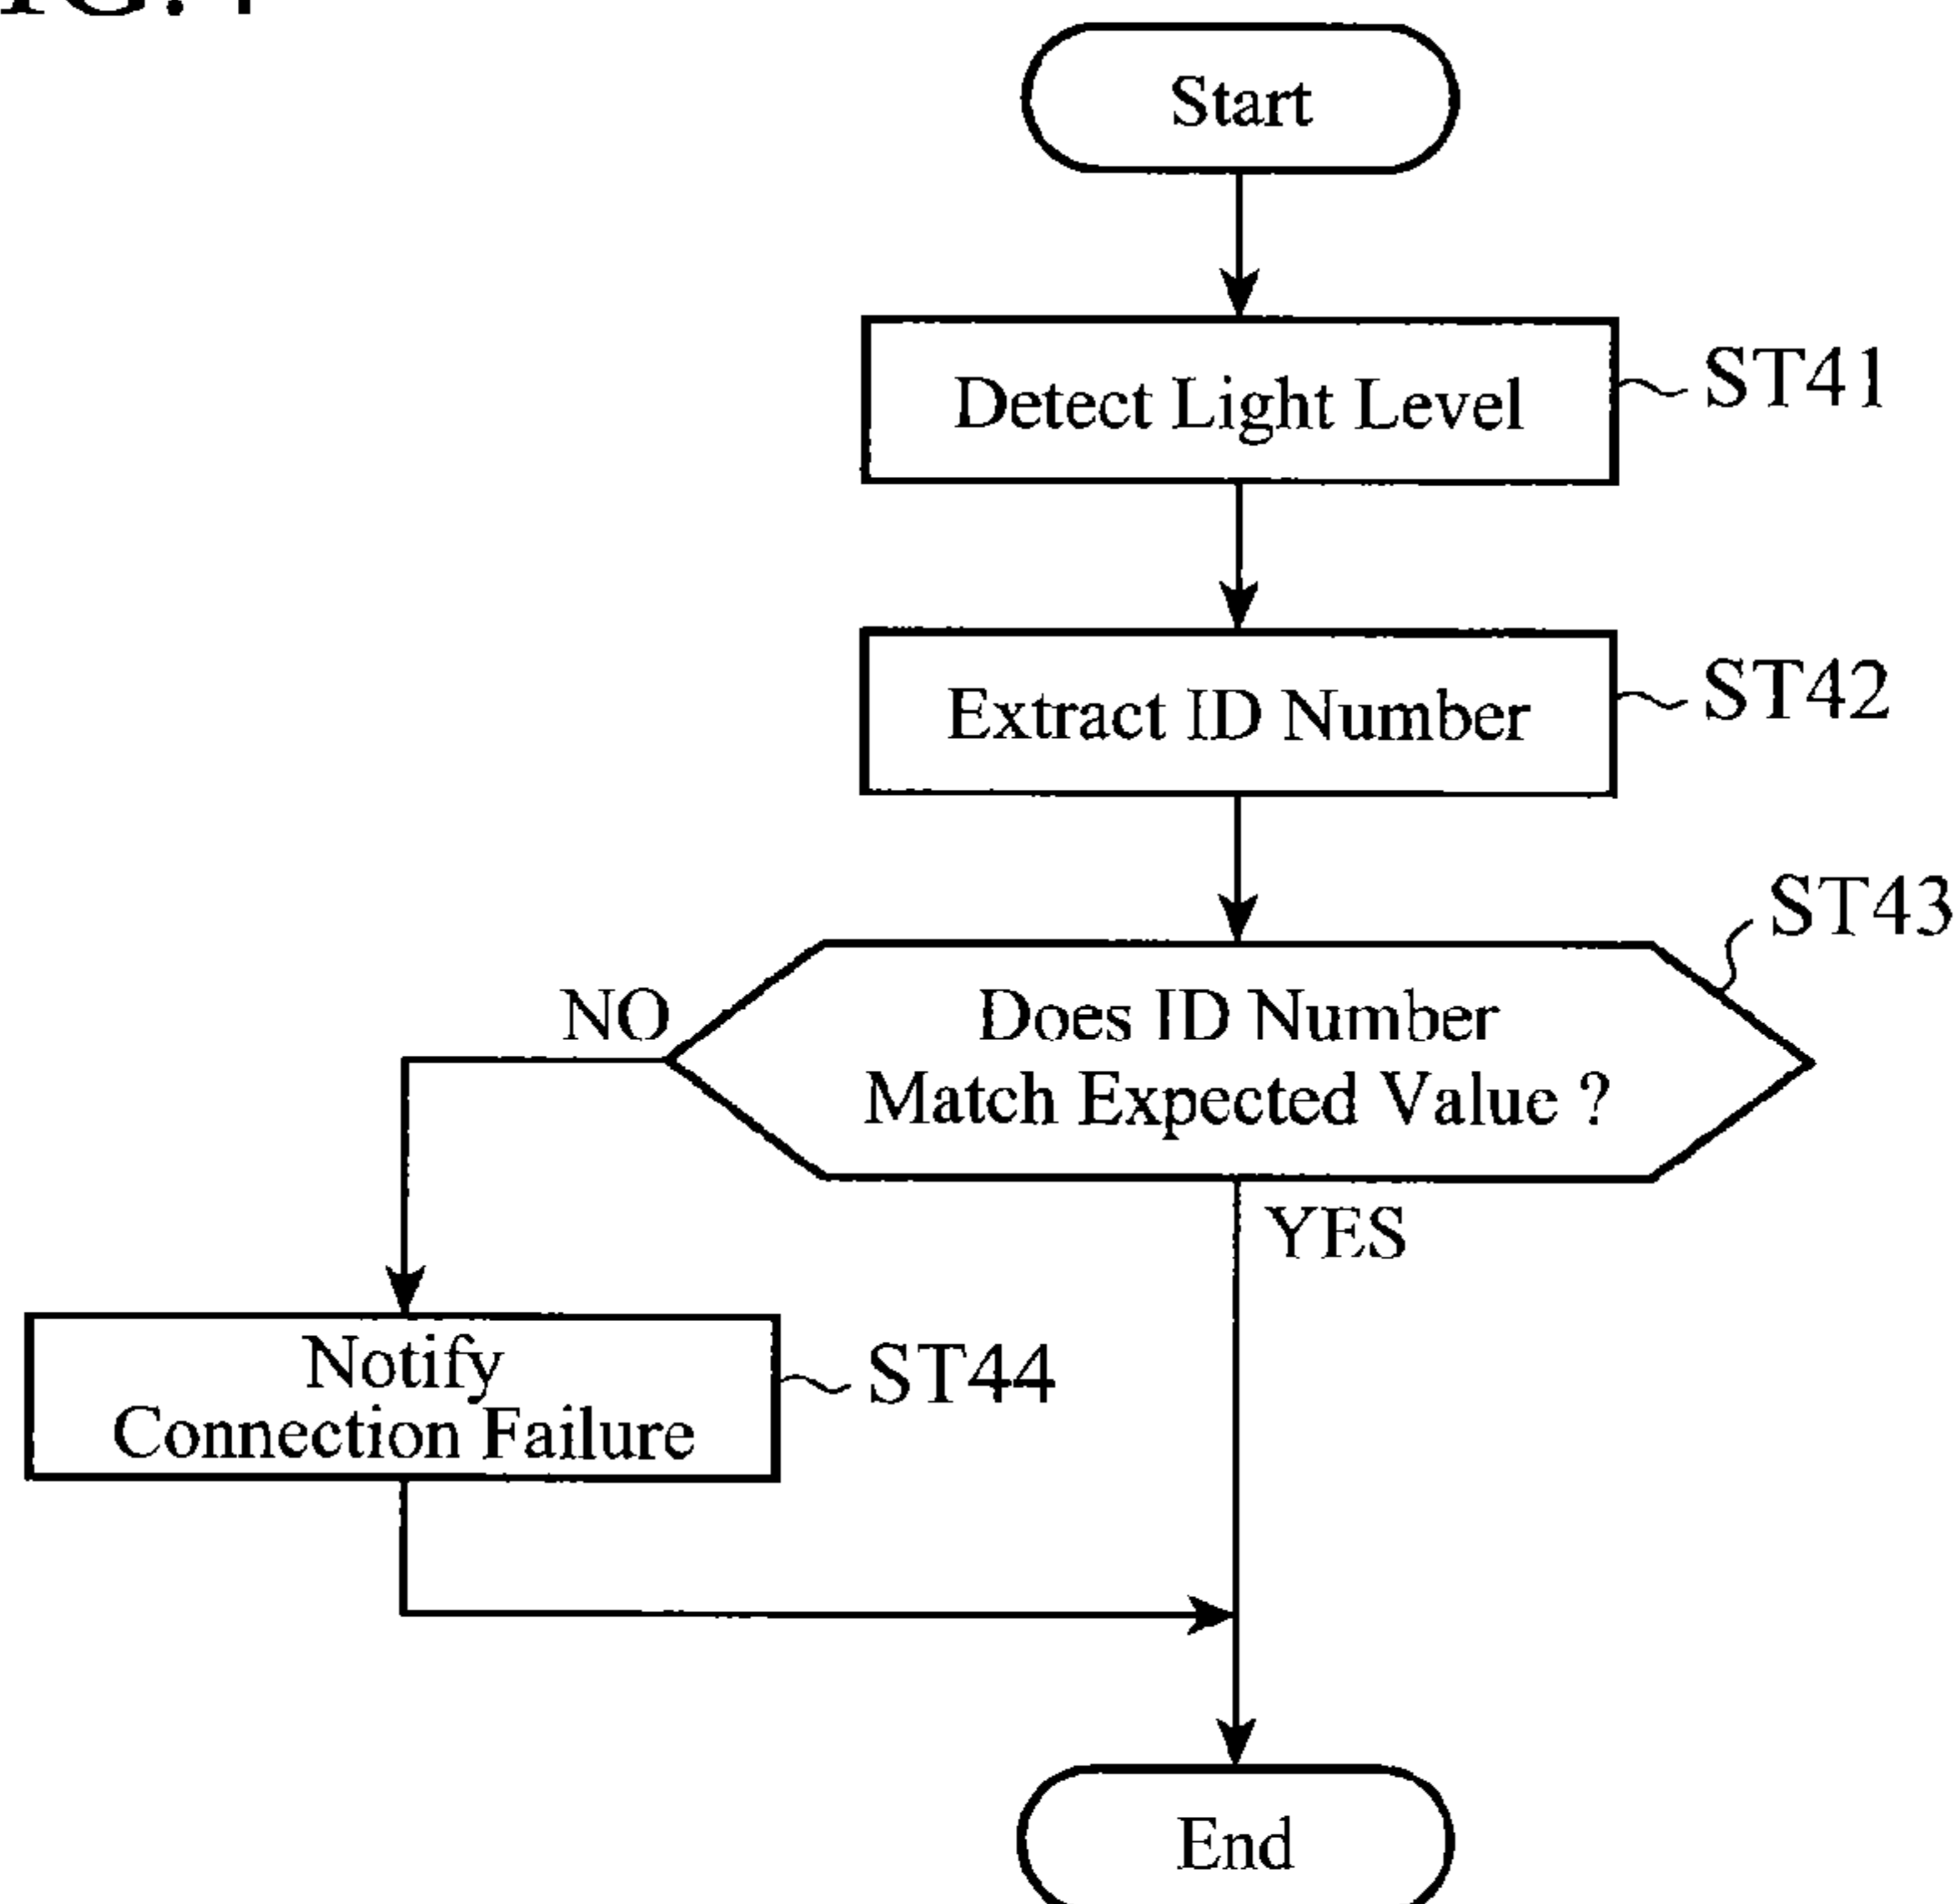 Start
Detect Light Level
ST41
Extract ID Number
ST42
ST43
NO
Does ID Number
Match Expected Value ?
YES
Notify
Connection Failure
ST44
End